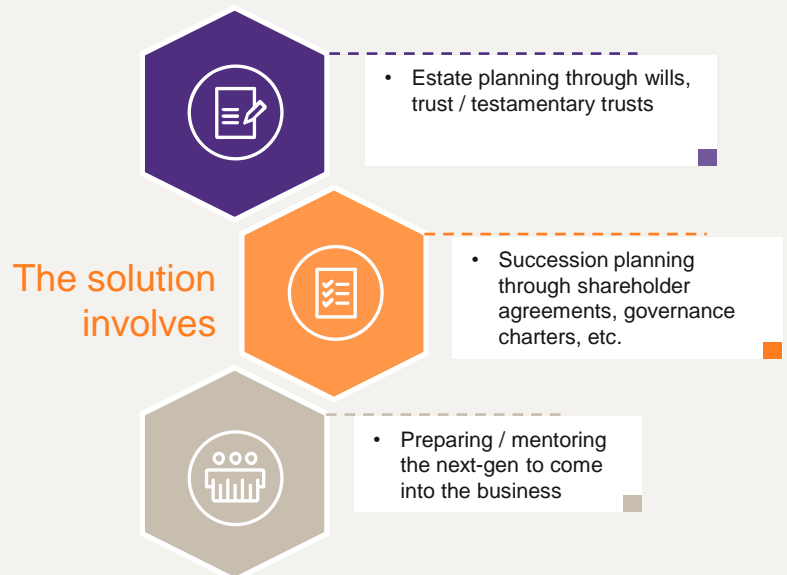 • Estate planning through wills,
trust / testamentary trusts
The solution
involves
• Succession planning
through shareholder
agreements, governance
charters, etc.
• Preparing / mentoring
the next-gen to come
into the business